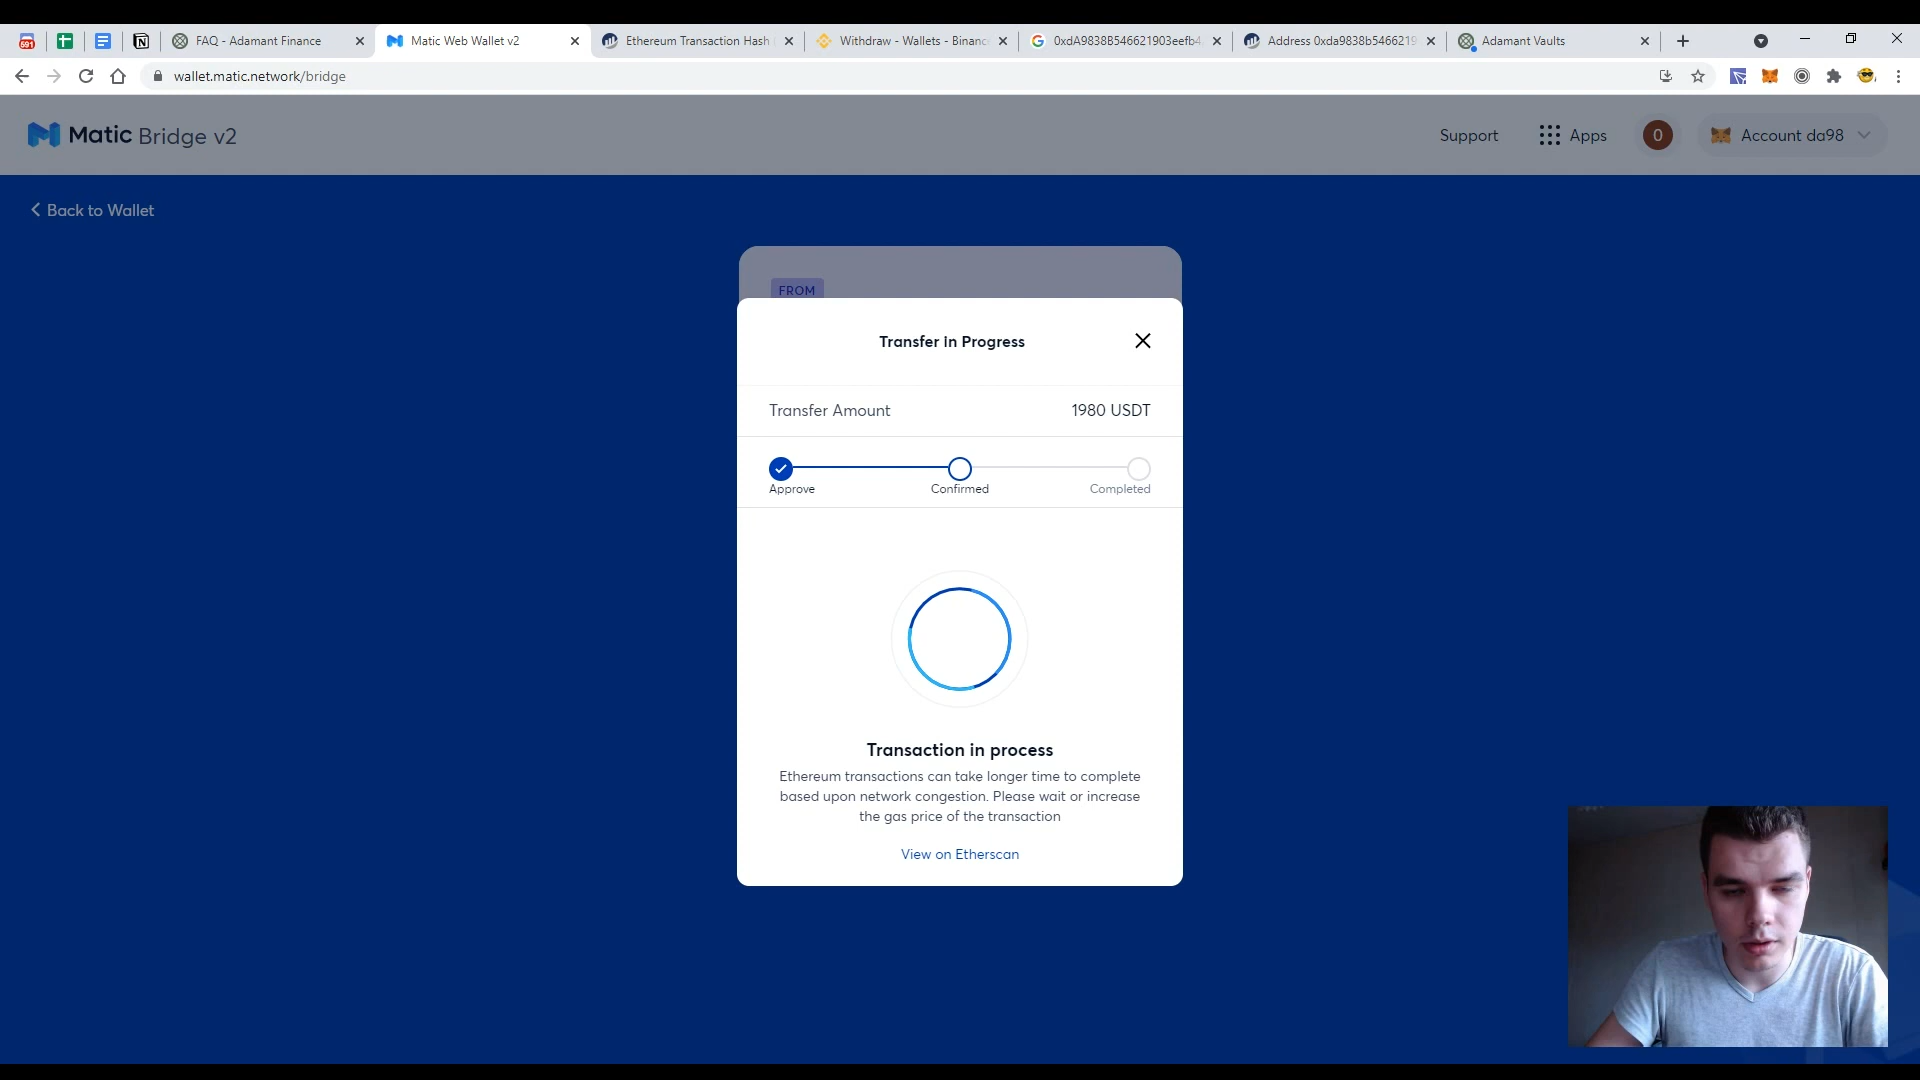 591
FAQ - Adamant Finance
Matic Web Wallet v2
Ethereum Transaction Hash
Withdraw - Wallets - Binanc
0xdA9838B546621903eefb4
Address 0xda9838b5466219
Adamant Vaults
wallet.matic.network/bridge
Matic Bridge v2
Support
Apps
0
Account da98
Back to Wallet
FROM
Transfer in Progress
Transfer Amount
1980 USDT
Approve
Confirmed
Completed
Transaction in process
Ethereum transactions can take longer time to complete
based upon network congestion. Please wait or increase
the gas price of the transaction
View on Etherscan